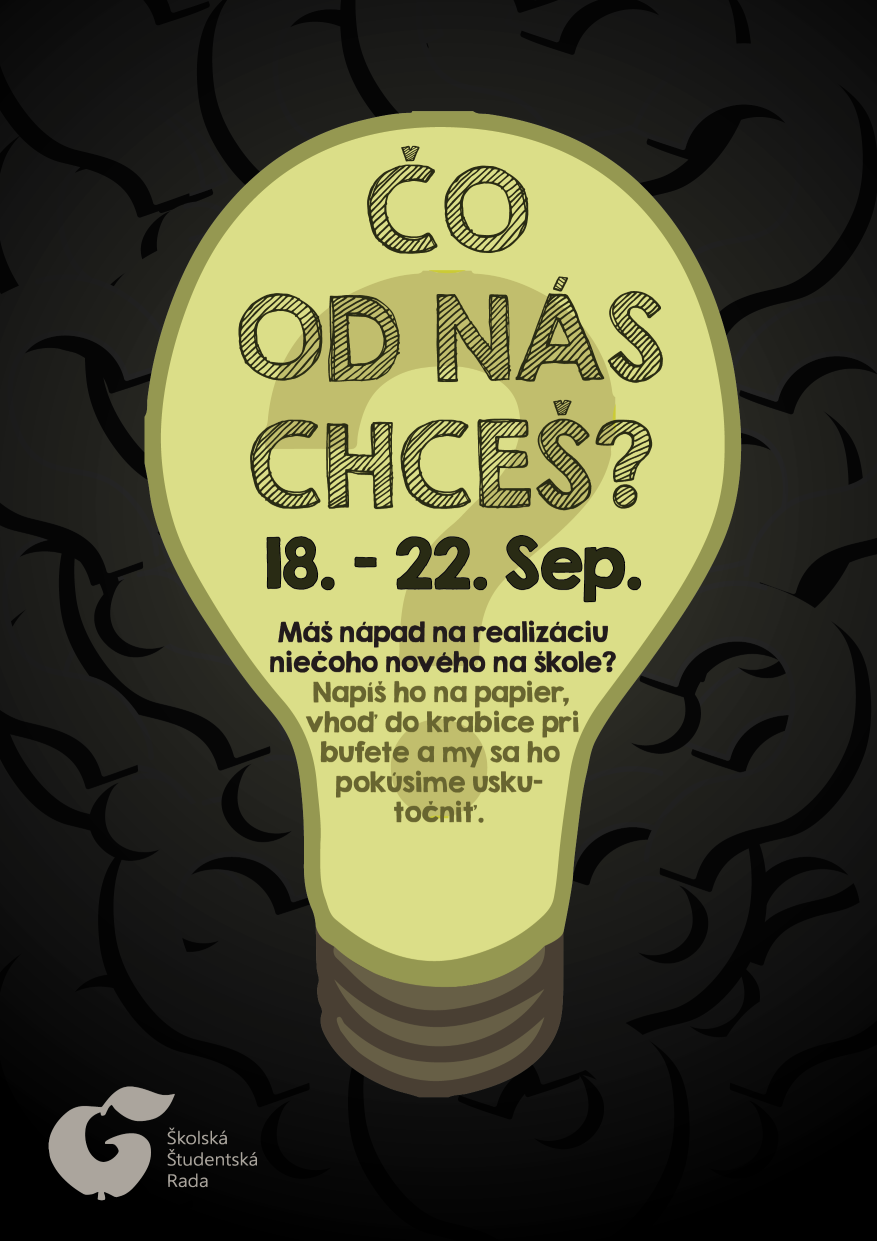 ČO
OD NÁS
CHCEŠ?
18. - 22. Sep.
Máš nápad na realizáciu
niečoho nového na škole?
Napíš ho na papier,
vhoď do krabice pri
bufete a my sa ho
pokúsime usku-
točniť.
Školská
Študentská
Rada